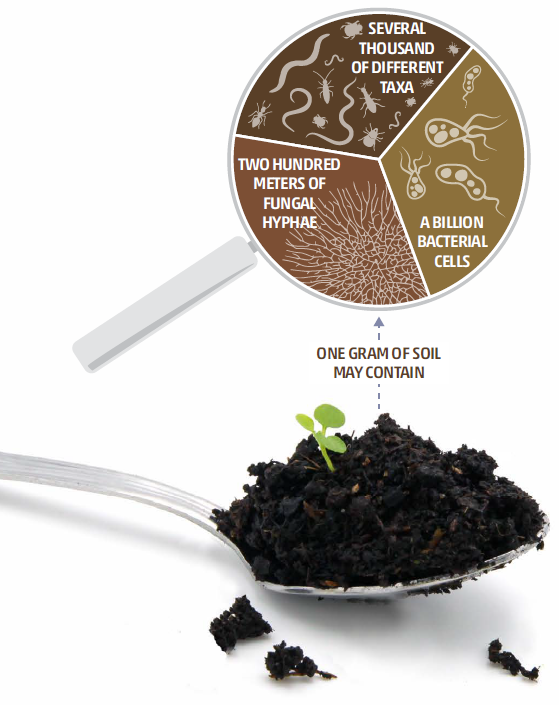 SEVERAL
THOUSAND
OF DIFFERENT
TAXA
TWO HUNDRED
METERS OF
FUNGAL
HYPHAE
A BILLION
BACTERIAL
CELLS
ONE GRAM OF SOIL
MAY CONTAIN